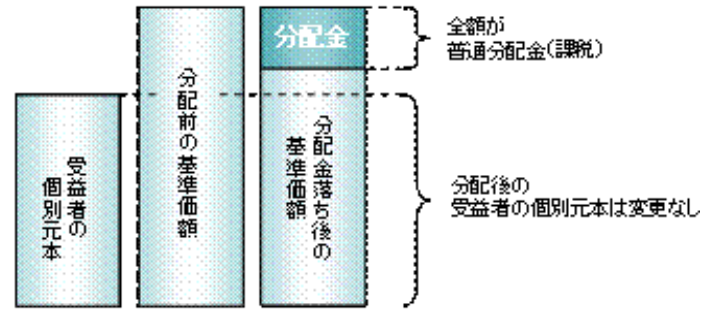 分配金
全額が
普通分配金(課税)
受益者の
個別元本
分配前の基準価額
分配金落ち後の
基準価額
分配後の
受益者の個別元本は変更なし